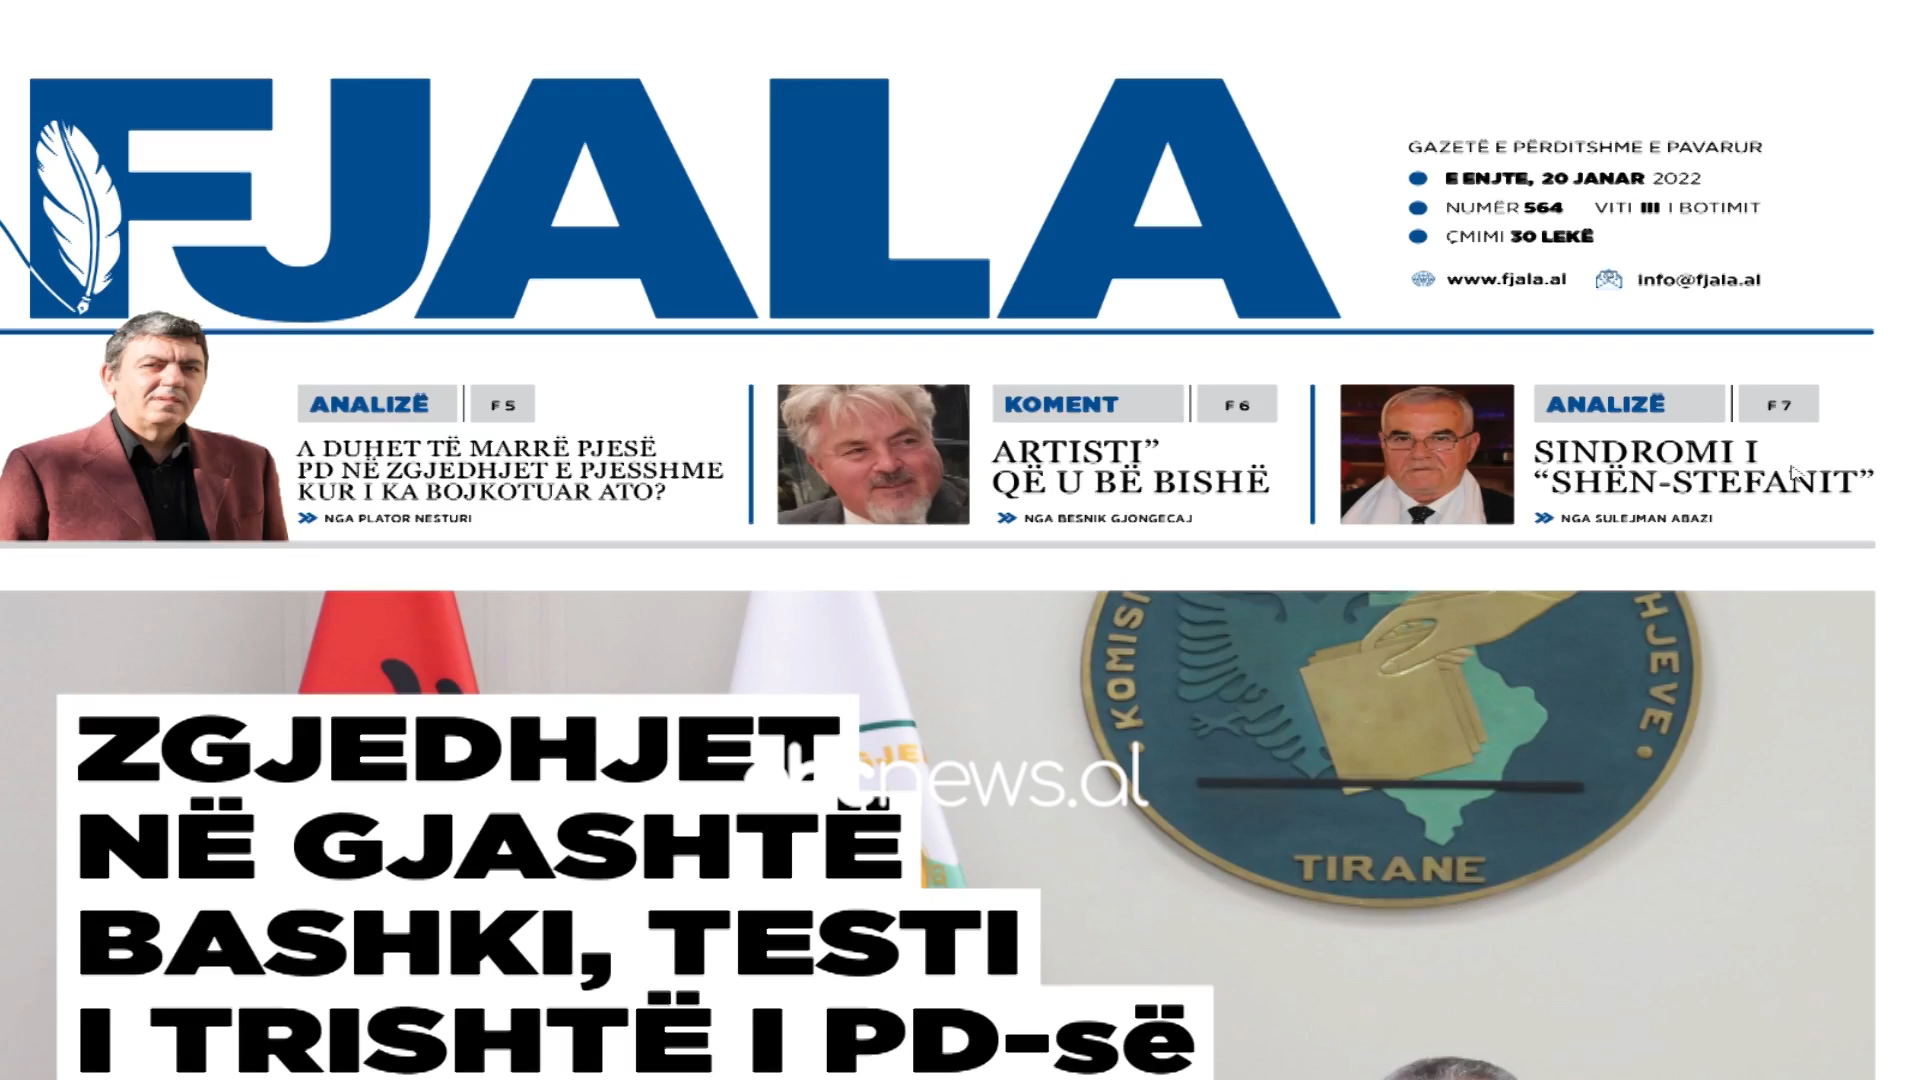 FJALA
GAZETË E PËRDITSHME E PAVARUR
E ENJTE, 20 JANAR 2022
NUMËR 564 VITI III I BOTIMIT
ÇMIMI 30 LEKË
www.fjala.al info@fjala.al
ANALIZË F 5
A DUHET TË MARRË PJESË
PD NË ZGJEDHJET E PJESSHME
KUR I KA BOJKOTUAR ATO?
NGA PLATOR NESTURI
KOMENT F 6
ARTISTI”
QË U BË BISHË
NGA BESNIK GJONGECAJ
ANALIZË F 7
SINDROMI I
“SHËN-STEFANIT”
NGA SULEJMAN ABAZI
KOMISI
HJEVE
TIRANE
ZGJEDHJET
NË GJASHTË
BASHKI, TESTI
I TRISHTË I PD-së